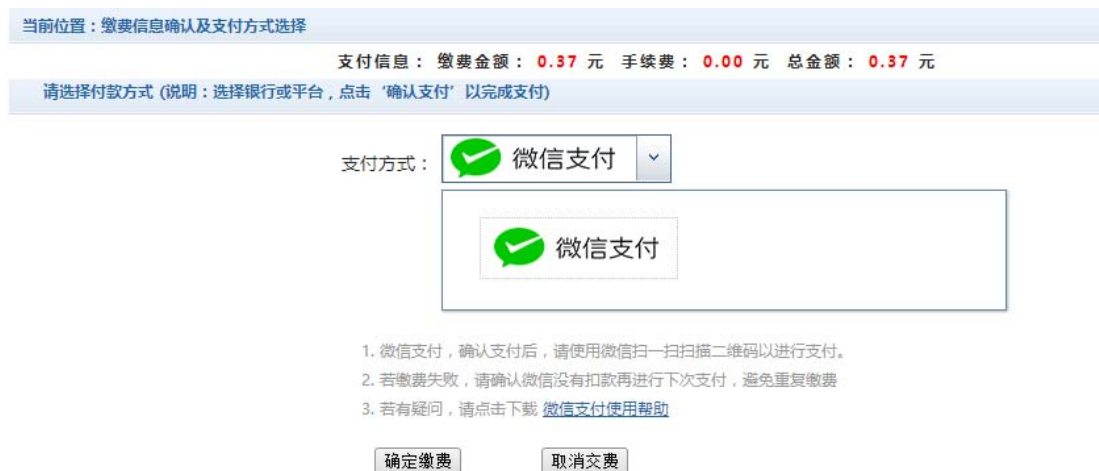 当前位置：缴费信息确认及支付方式选择
支付信息： 缴费金额： 0.37 元 手续费： 0.00 元 总金额： 0.37 元
请选择付款方式 (说明：选择银行或平台，点击‘确认支付’以完成支付)
支付方式： 微信支付
微信支付
1. 微信支付，确认支付后，请使用微信扫一扫扫描二维码以进行支付。
2. 若缴费失败，请确认微信没有扣款再进行下次支付，避免重复缴费
3. 若有疑问，请点击下载 微信支付使用帮助
确定缴费 取消交费